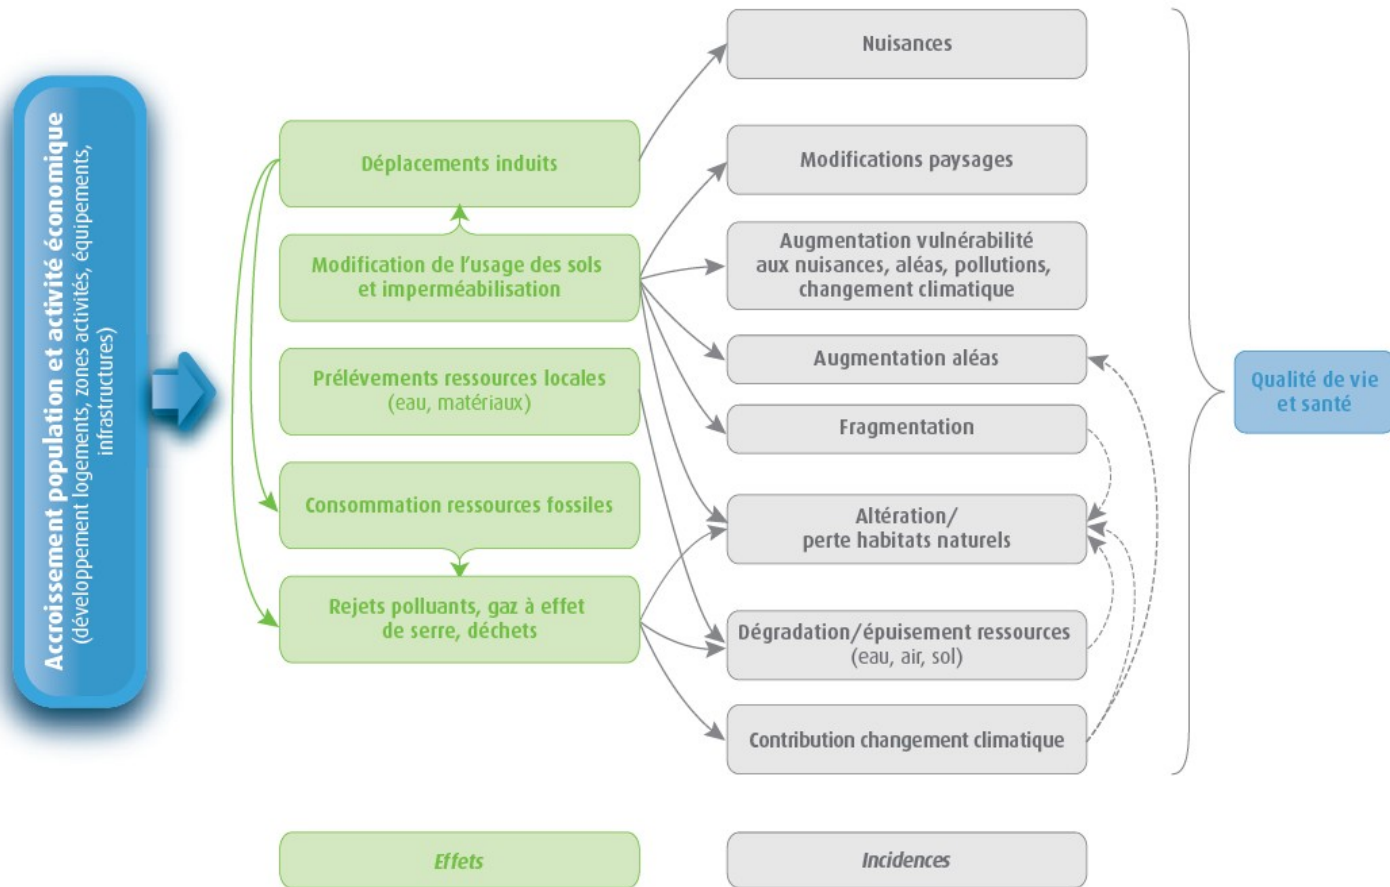 Accroissement population et activité économique
(développement logements, zones activités, équipements,
infrastructures)
Déplacements induits
Modification de l'usage des sols
et imperméabilisation
Prélévements ressources locales
(eau, matériaux)
Consommation ressources fossiles
Rejets polluants, gaz à effet
de serre, déchets
Effets
Nuisances
Modifications paysages
Augmentation vulnérabilité
aux nuisances, aléas, pollutions,
changement climatique
Augmentation aléas
Fragmentation
Altération/
perte habitats naturels
Dégradation/épuisement ressources
(eau, air, sol)
Contribution changement climatique
Incidences
Qualité de vie
et santé